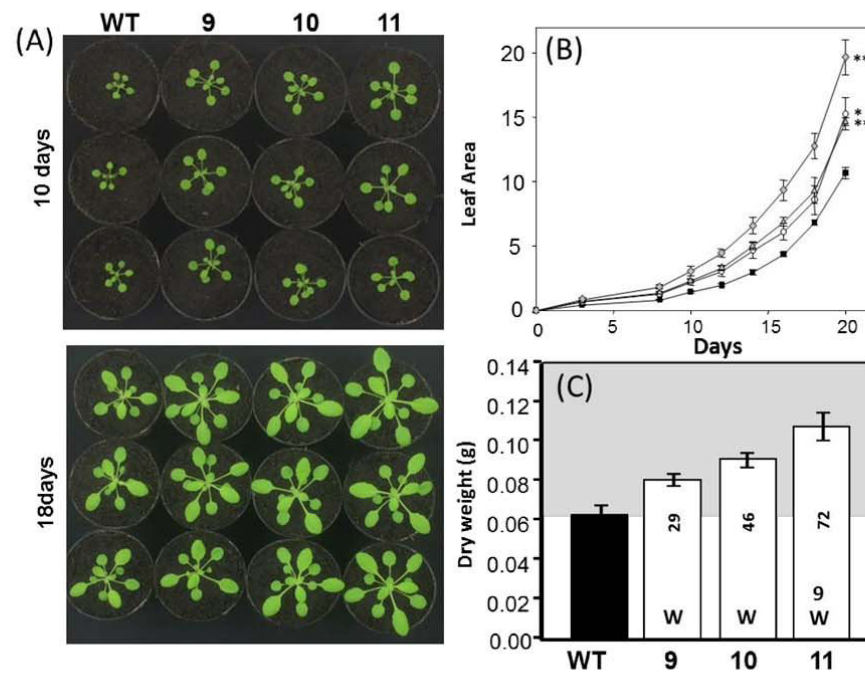 (A)
WT 9 10 11
10 days
18days
(B)
Leaf Area
20
15
10
5
0
0 5 10 15 20
Days
**
*
**
(C)
Dry weight (g)
0.14
0.12
0.10
0.08
0.06
0.04
0.02
0.00
29 46 72
9
W W W
WT 9 10 11